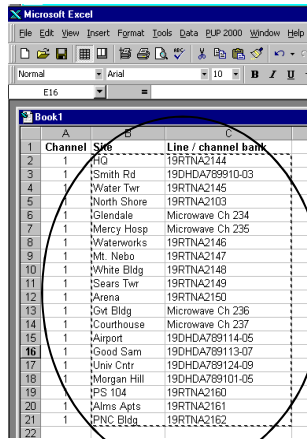 Microsoft Excel
File Edit View Insert Format Tools Data PUP 2000 Window Help
Normal Arial 10 B I U
E16 =
Book1
A B C
1 Channel Site Line / channel bank
2 1 HQ 19RTNA2144
3 1 Smith Rd 19DHDA789910-03
4 1 Water Twr 19RTNA2145
5 1 North Shore 19RTNA2103
6 1 Glendale Microwave Ch 234
7 1 Mercy Hosp Microwave Ch 235
8 1 Waterworks 19RTNA2146
9 1 Mt. Nebo 19RTNA2147
10 1 White Bldg 19RTNA2148
11 1 Sears Twr 19RTNA2149
12 1 Arena 19RTNA2150
13 1 Gvt Bldg Microwave Ch 236
14 1 Courthouse Microwave Ch 237
15 1 Airport 19DHDA789114-05
16 1 Good Sam 19DHDA789113-07
17 1 Univ Cntr 19DHDA789124-09
18 1 Morgan Hill 19DHDA789101-05
19 1 PS 104 19RTNA2160
20 1 Alms Apts 19RTNA2161
21 1 PNC Bldg 19RTNA2162
22